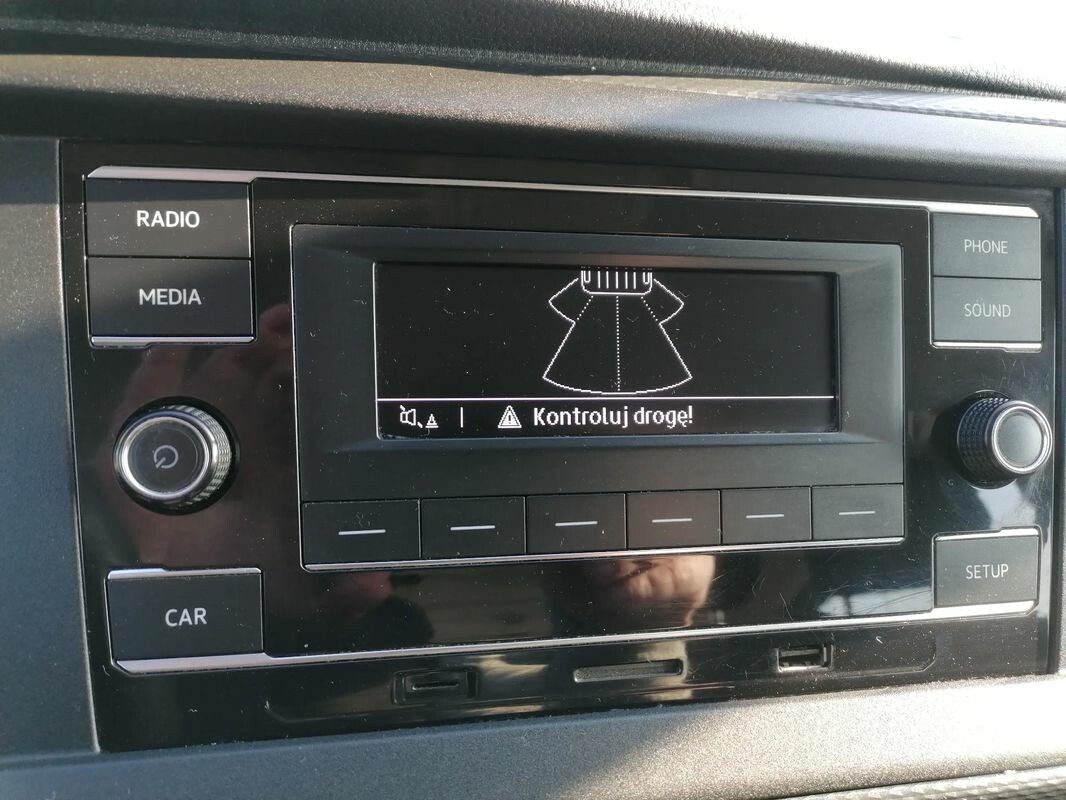 RADIO
MEDIA
PHONE
SOUND
Kontroluj drogę!
CAR
SETUP